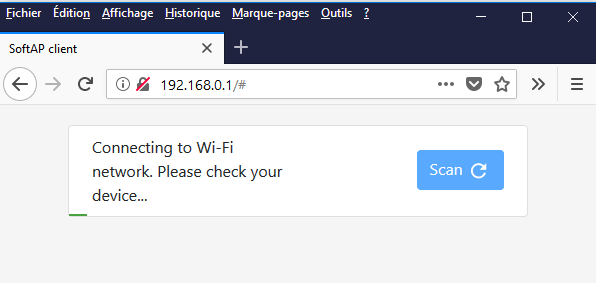 Fichier Édition Affichage Historique Marque-pages Outils ?
SoftAP client
192.168.0.1/#
Connecting to Wi-Fi
network. Please check your
device...
Scan